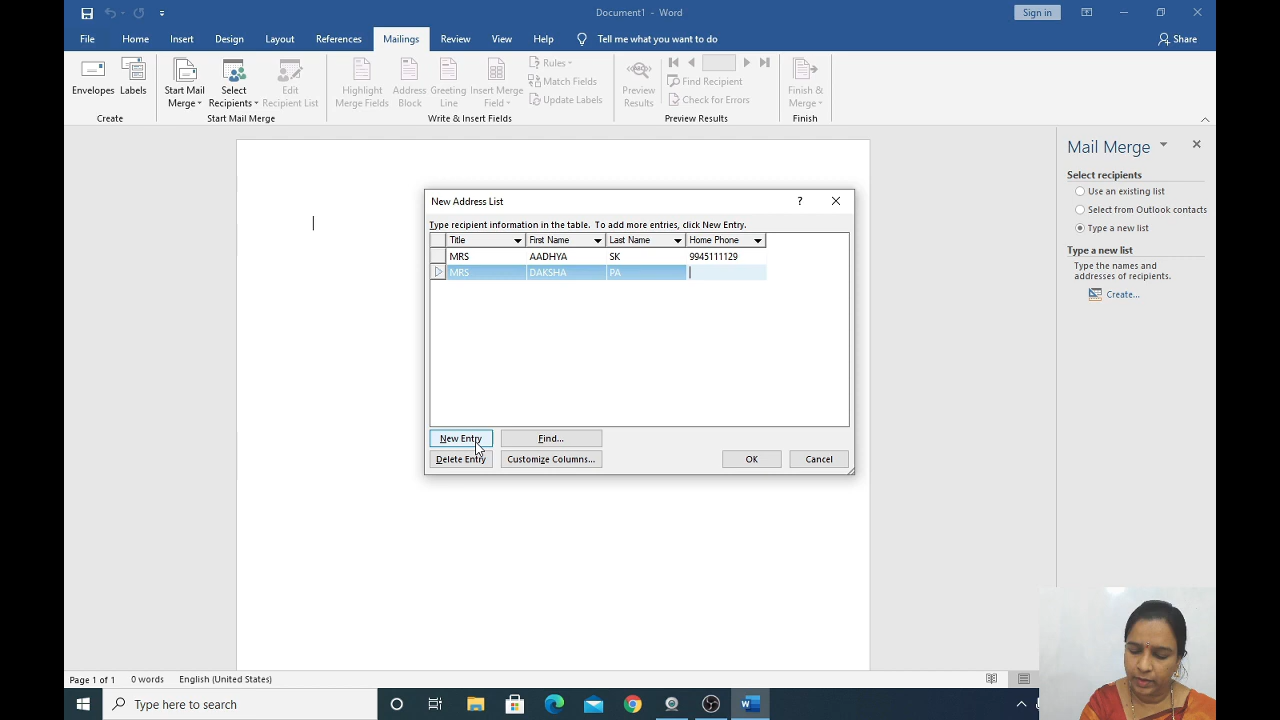 Document1 - Word
Sign in
File Home Insert Design Layout References Mailings Review View Help Tell me what you want to do Share
Envelopes
Labels
Start Mail
Merge
Select
Recipients
Edit
Recipient List
Highlight
Merge Fields
Address
Block
Greeting
Line
Insert Merge
Field
Rules
Match Fields
Update Labels
Preview
Results
Find Recipient
Check for Errors
Finish &
Merge
Create
Start Mail Merge
Write & Insert Fields
Preview Results
Finish
New Address List
Type recipient information in the table. To add more entries, click New Entry.
Title First Name Last Name Home Phone
MRS AADHYA SK 9945111129
MRS DAKSHA PA
New Entry
Find...
Delete Entry
Customize Columns...
OK
Cancel
Mail Merge
Select recipients
Use an existing list
Select from Outlook contacts
Type a new list
Type a new list
Type the names and
addresses of recipients.
Create...
Page 1 of 1 0 words English (United States)
Type here to search